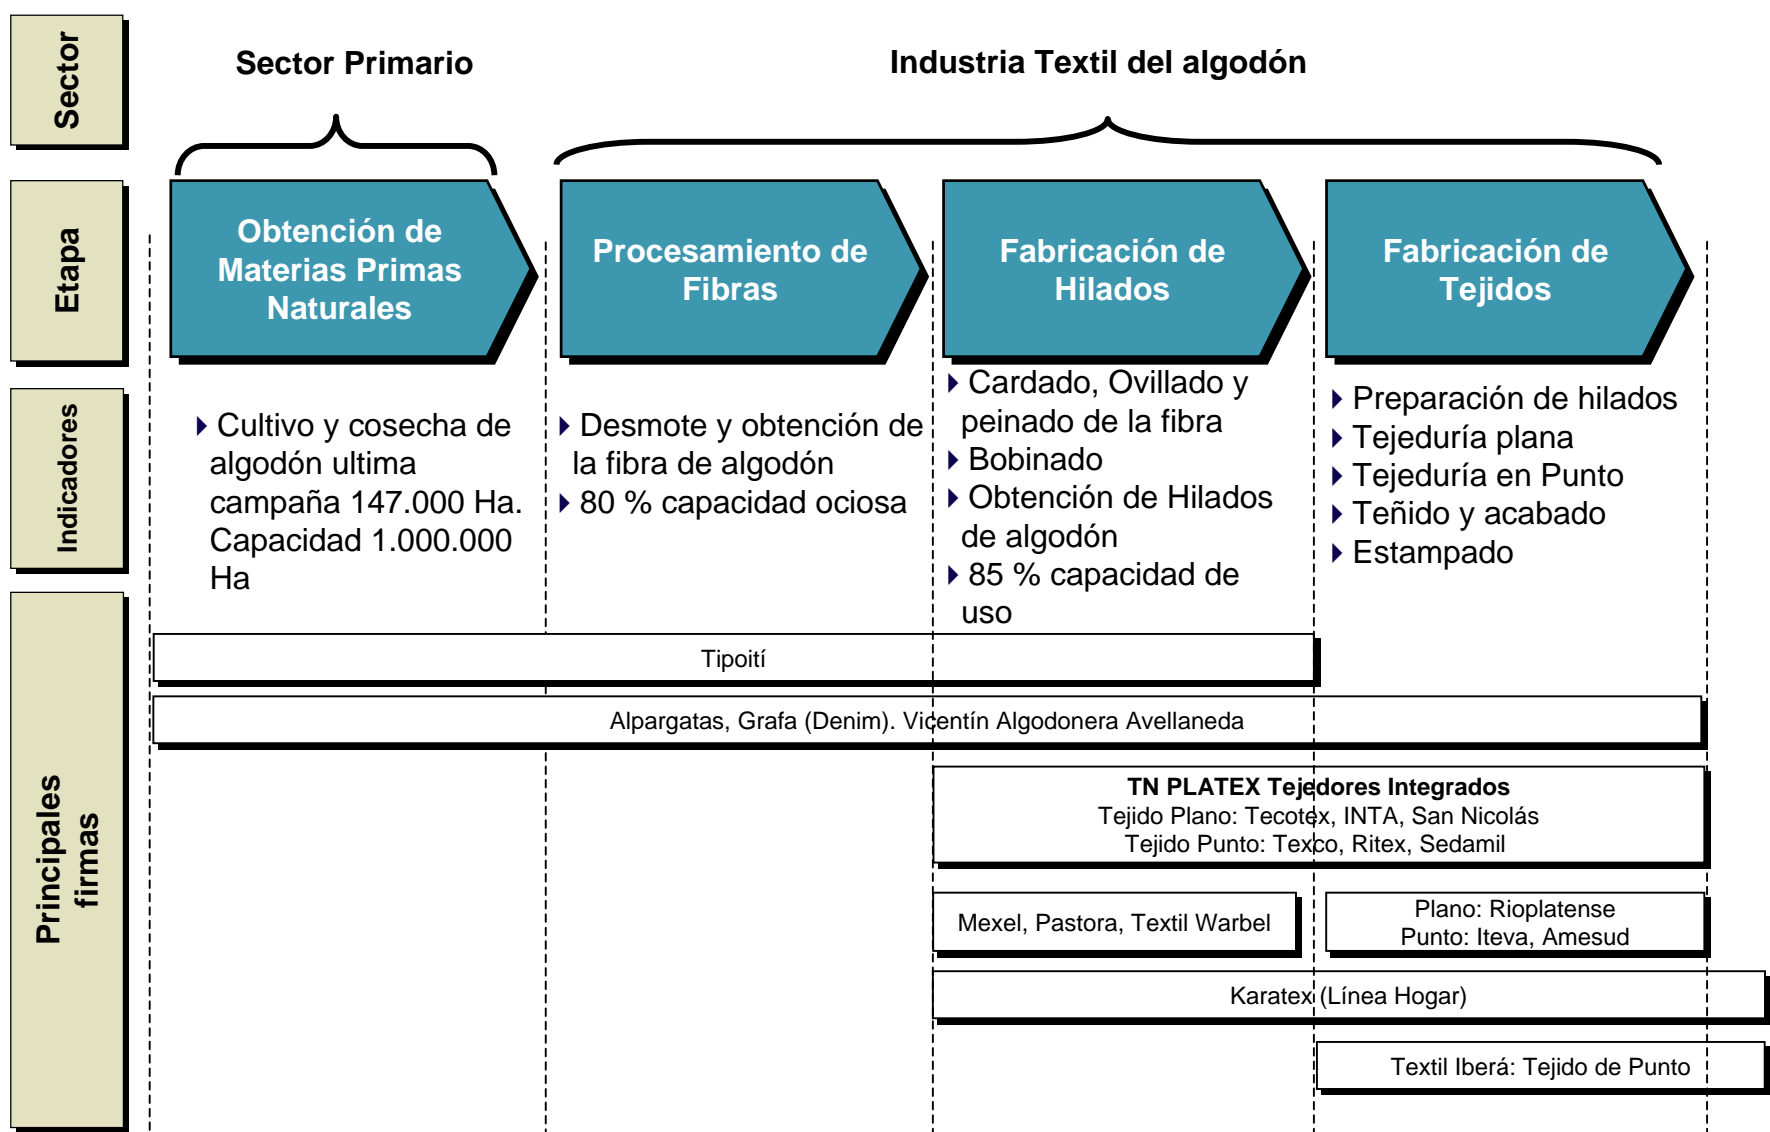 Sector
Sector Primario
Industria Textil del algodón
Etapa
Obtención de
Materias Primas
Naturales
Procesamiento de
Fibras
Fabricación de
Hilados
Fabricación de
Tejidos
Indicadores
Cultivo y cosecha de
algodón ultima
campaña 147.000 Ha.
Capacidad 1.000.000
Ha
Desmote y obtención de
la fibra de algodón
80 % capacidad ociosa
Cardado, Ovillado y
peinado de la fibra
Bobinado
Obtención de Hilados
de algodón
85 % capacidad de
uso
Preparación de hilados
Tejeduría plana
Tejeduría en Punto
Teñido y acabado
Estampado
Principales
firmas
Tipoití
Alpargatas, Grafa (Denim). Vicentín Algodonera Avellaneda
TN PLATEX Tejedores Integrados
Tejido Plano: Tecotex, INTA, San Nicolás
Tejido Punto: Texco, Ritex, Sedamil
Mexel, Pastora, Textil Warbel
Plano: Rioplatense
Punto: Iteva, Amesud
Karatex (Línea Hogar)
Textil Iberá: Tejido de Punto